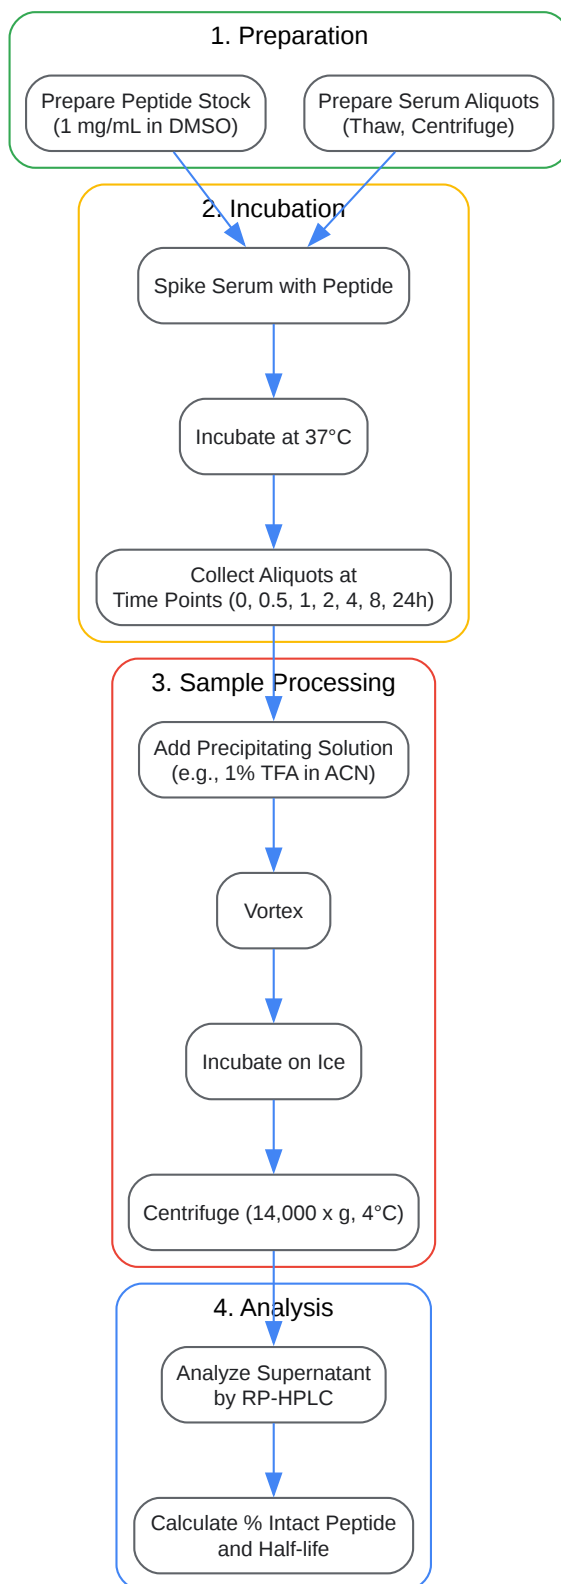 1. Preparation
Prepare Peptide Stock
(1 mg/mL in DMSO)
Prepare Serum Aliquots
(Thaw, Centrifuge)
2. Incubation
Spike Serum with Peptide
Incubate at 37°C
Collect Aliquots at
Time Points (0, 0.5, 1, 2, 4, 8, 24h)
3. Sample Processing
Add Precipitating Solution
(e.g., 1% TFA in ACN)
Vortex
Incubate on Ice
Centrifuge (14,000 x g, 4°C)
4. Analysis
Analyze Supernatant
by RP-HPLC
Calculate % Intact Peptide
and Half-life